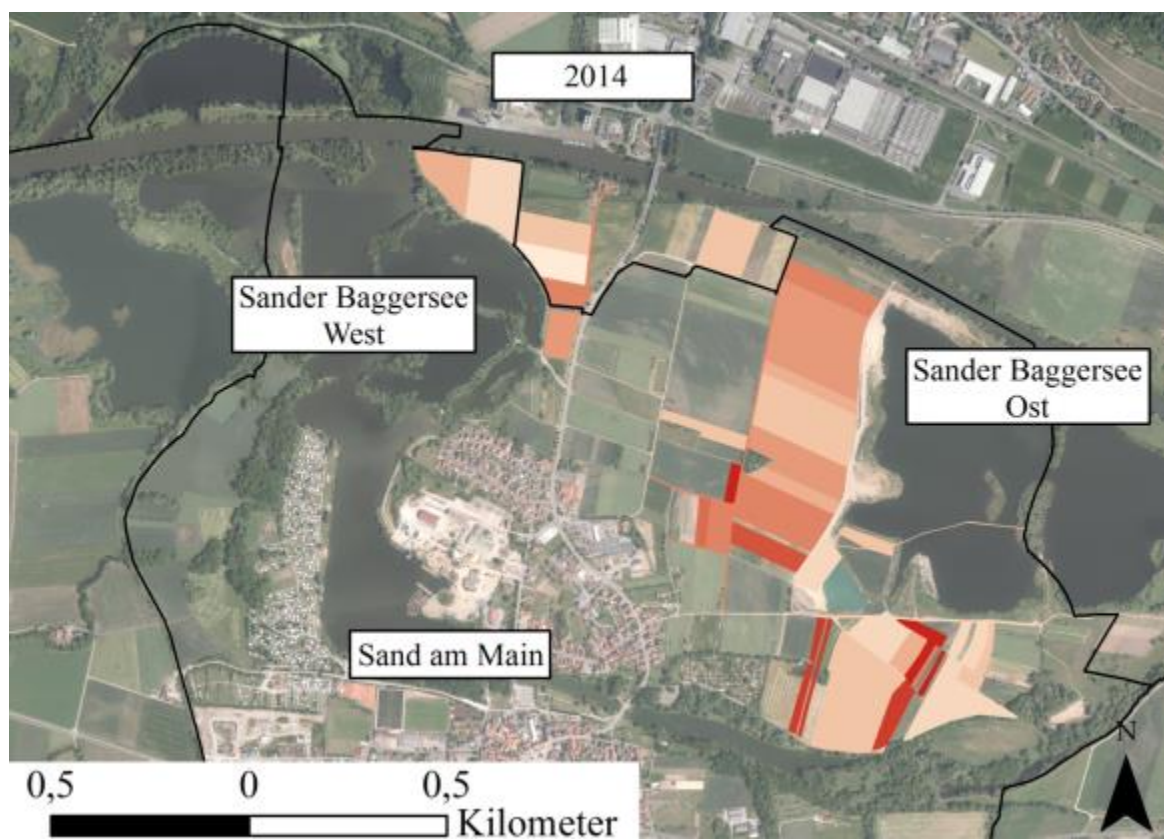 2014
Sander Baggersee
West
Sander Baggersee
Ost
Sand am Main
N
0,5 0 0,5
Kilometer